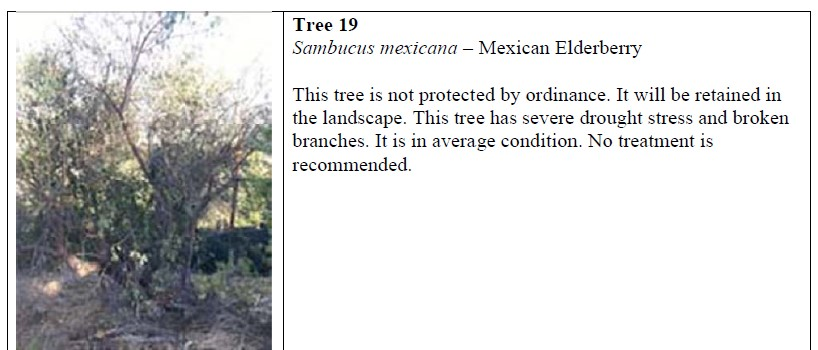 Tree 19
Sambucus mexicana – Mexican Elderberry
This tree is not protected by ordinance. It will be retained in
the landscape. This tree has severe drought stress and broken
branches. It is in average condition. No treatment is
recommended.